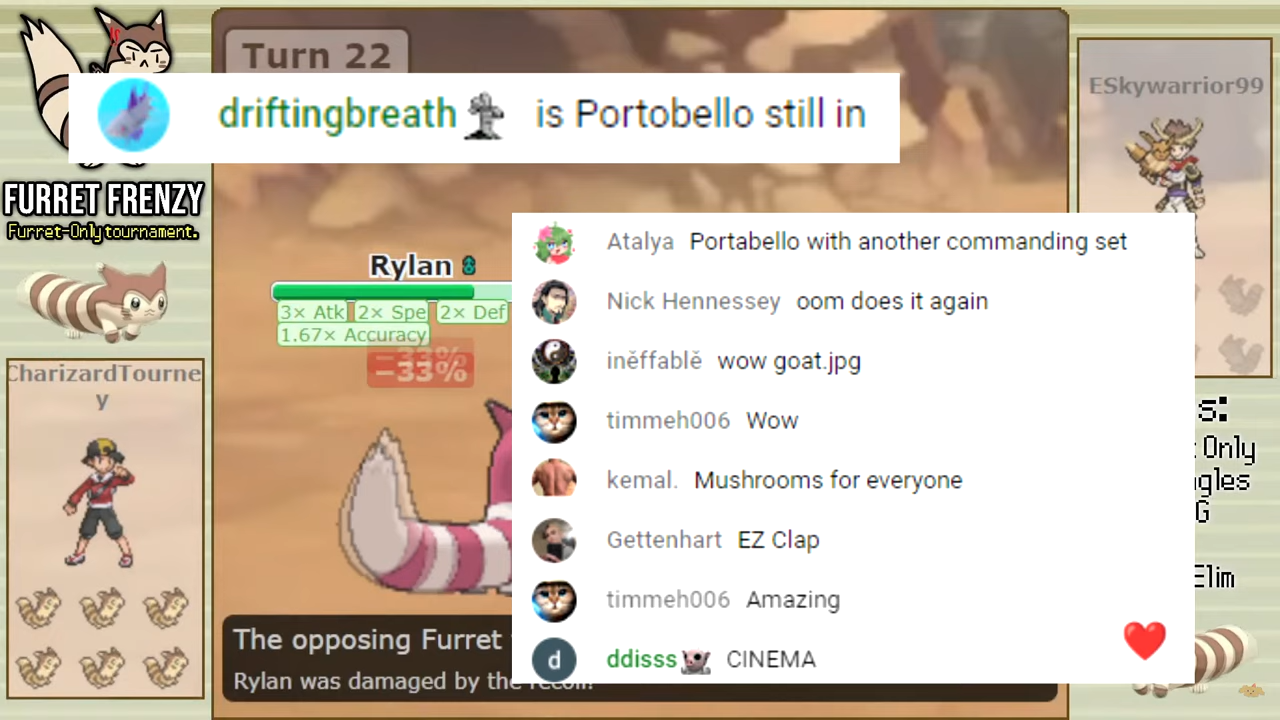 Turn 22
ESkywarrior99
driftingbreath is Portobello still in
FURRET FRENZY
Furret-Only tournament.
Rylan
3× Atk 2× Spe 2× Def
1.67× Accuracy
−33%
−33%
CharizardTourne
y
Atalya Portabello with another commanding set
Nick Hennessey oom does it again
iněffablě wow goat.jpg
timmeh006 Wow
kemal. Mushrooms for everyone
Gettenhart EZ Clap
timmeh006 Amazing
d ddisss CINEMA
s:
Only
ngles
G
Elim
The opposing Furret
Rylan was damaged by the recoil!